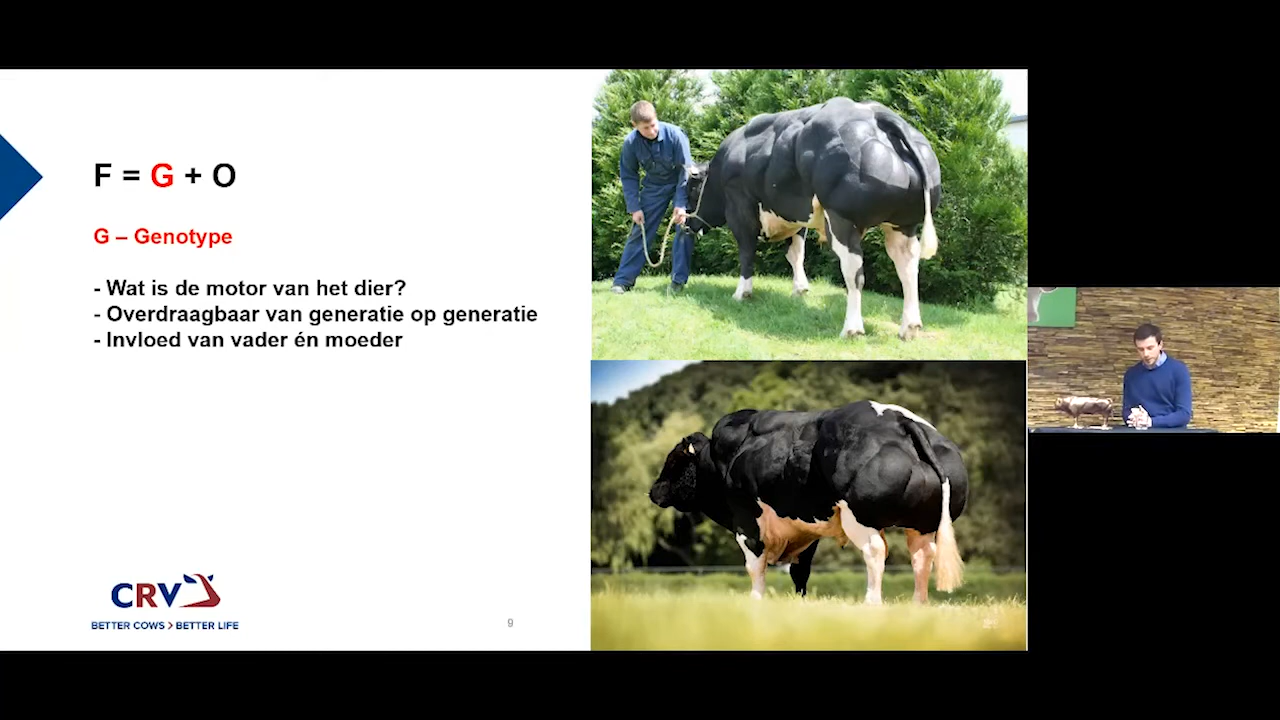 F = G + O
G – Genotype
- Wat is de motor van het dier?
- Overdraagbaar van generatie op generatie
- Invloed van vader én moeder
CRV
BETTER COWS > BETTER LIFE
9